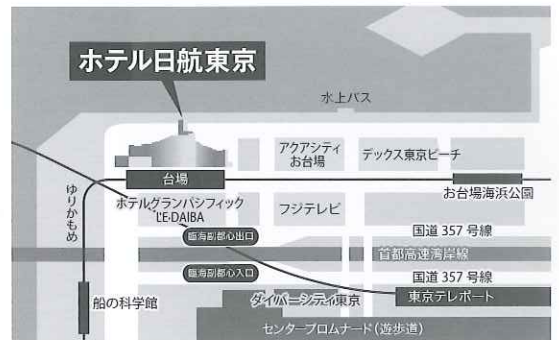 ホテル日航東京
水上バス
アクアシティ
お台場
デックス東京ビーチ
台場
お台場海浜公園
ゆりかもめ
ホテルグランパシフィック
LE DAIBA
フジテレビ
臨海副都心出口
国道357号線
首都高速湾岸線
臨海副都心入口
国道357号線
船の科学館
ダイバーシティ東京
東京テレポート
センタープロムナード(遊歩道)